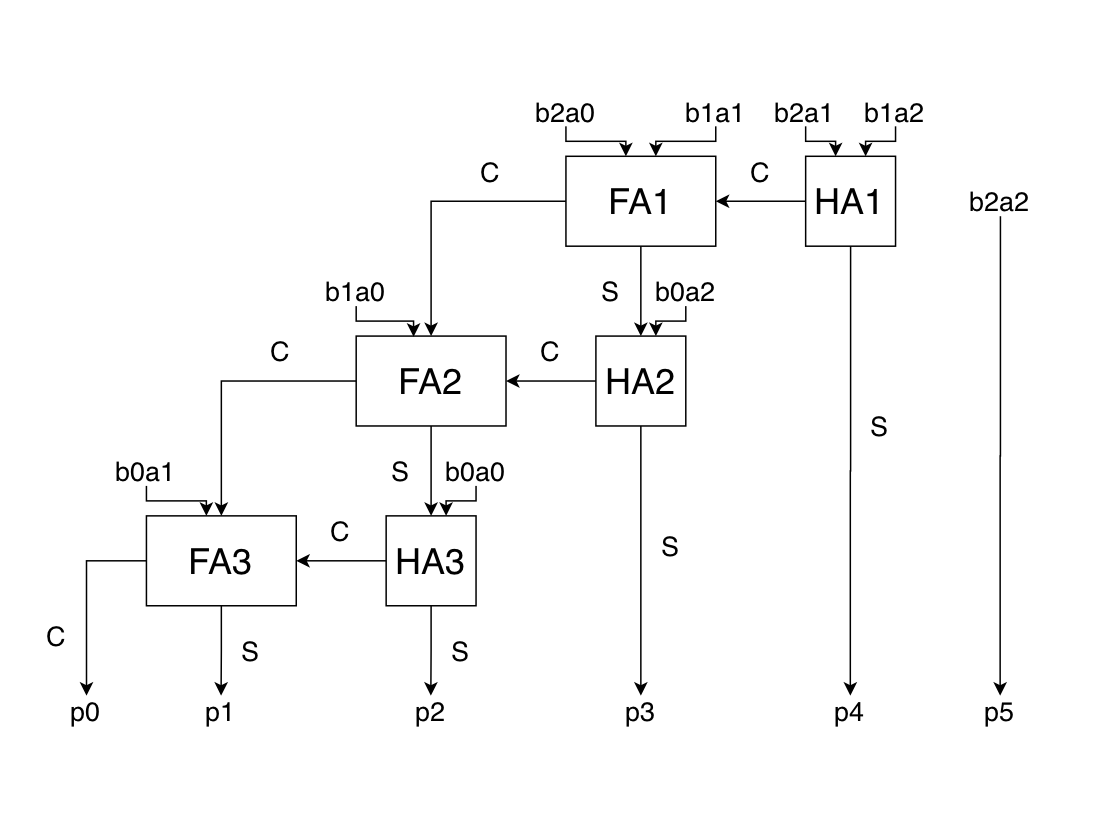 b2a0 b1a1 b2a1 b1a2
C C
FA1 HA1 b2a2
b1a0 S b0a2
C C
FA2 HA2
S
b0a1 S b0a0
C
FA3 HA3 S
C S S
p0 p1 p2 p3 p4 p5